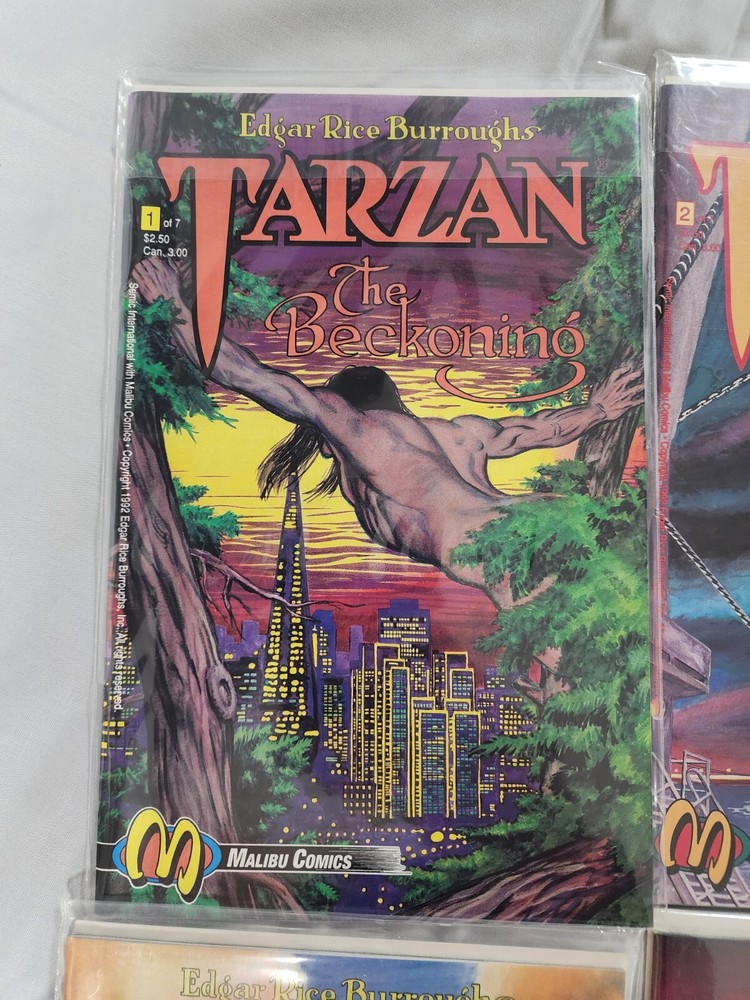 Edgar Rice Burroughs
TARZAN®
1 of 7
$2.50
Can. 3.00
The
Beckoning
Semic International with Malibu Comics • Copyright 1992 Edgar Rice Burroughs, Inc. All rights reserved.
M
MALIBU COMICS
2
T
M
Edgar Rice Burroughs